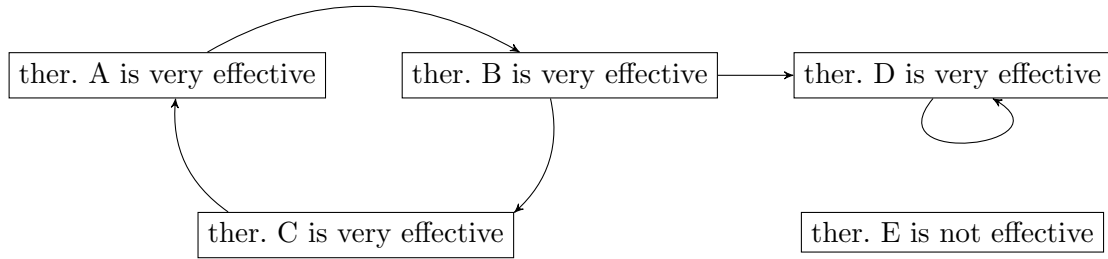 ther. A is very effective
ther. B is very effective
ther. D is very effective
ther. C is very effective
ther. E is not effective